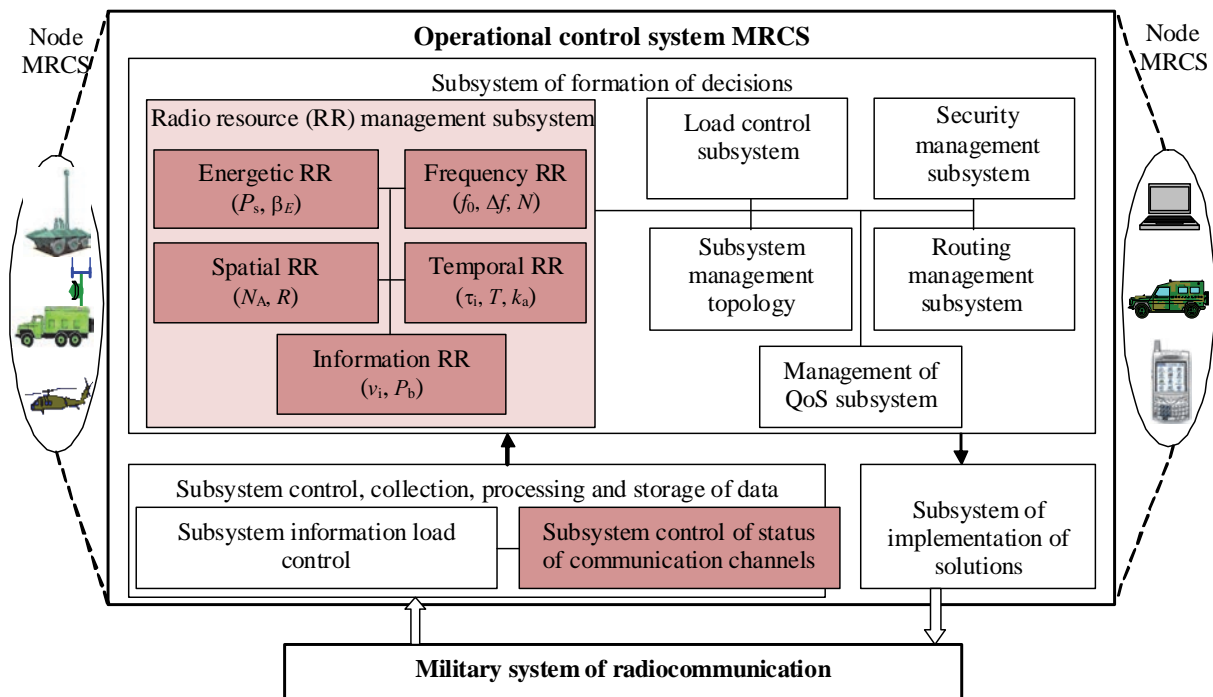 Node
MRCS
Operational control system MRCS
Node
MRCS
Subsystem of formation of decisions
Radio resource (RR) management subsystem
Energetic RR
(Pₛ, β_E)
Frequency RR
(f₀, Δf, N)
Spatial RR
(N_A, R)
Temporal RR
(τᵢ, T, kₐ)
Information RR
(vᵢ, P_b)
Load control
subsystem
Security
management
subsystem
Subsystem
management
topology
Routing
management
subsystem
Management of
QoS subsystem
Subsystem control, collection, processing and storage of data
Subsystem information load
control
Subsystem control of status
of communication channels
Subsystem of
implementation of
solutions
Military system of radiocommunication